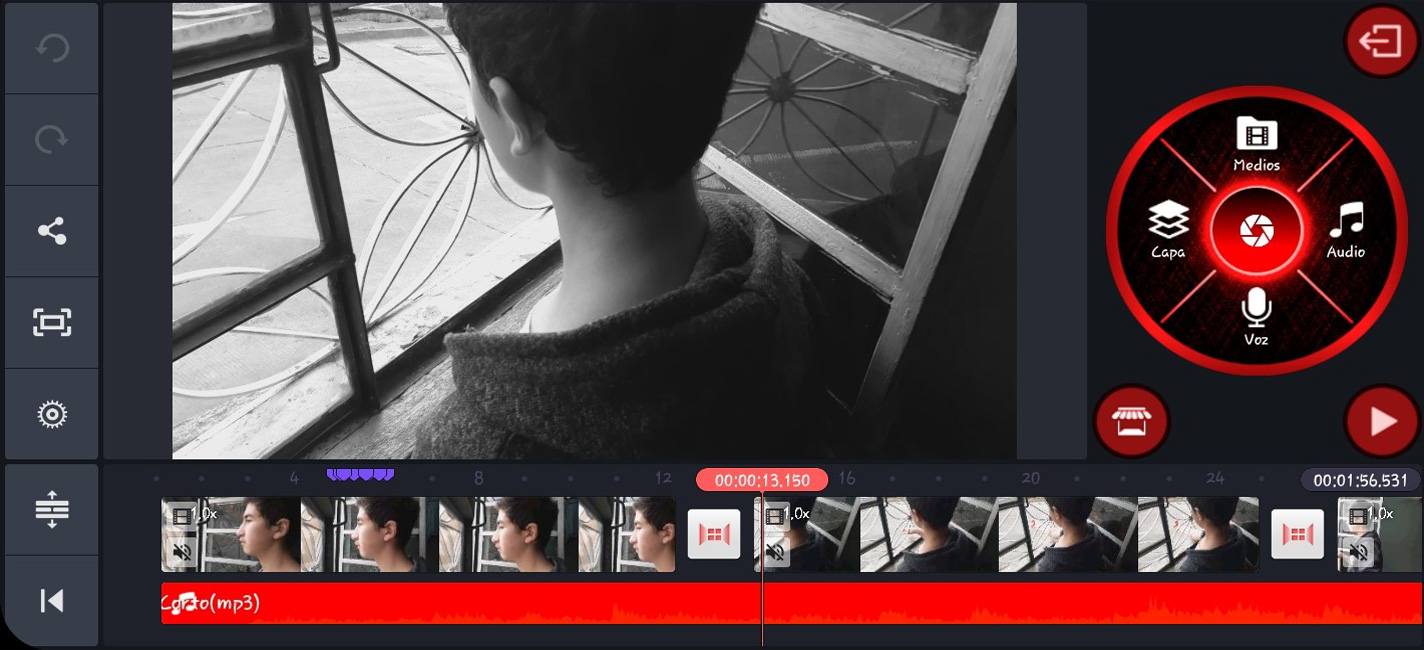 Medios
Capa
Audio
Voz
4
8
12
00:00:13.150
16
20
24
00:01:56.531
1,0x
1,0x
1,0x
Corto(mp3)